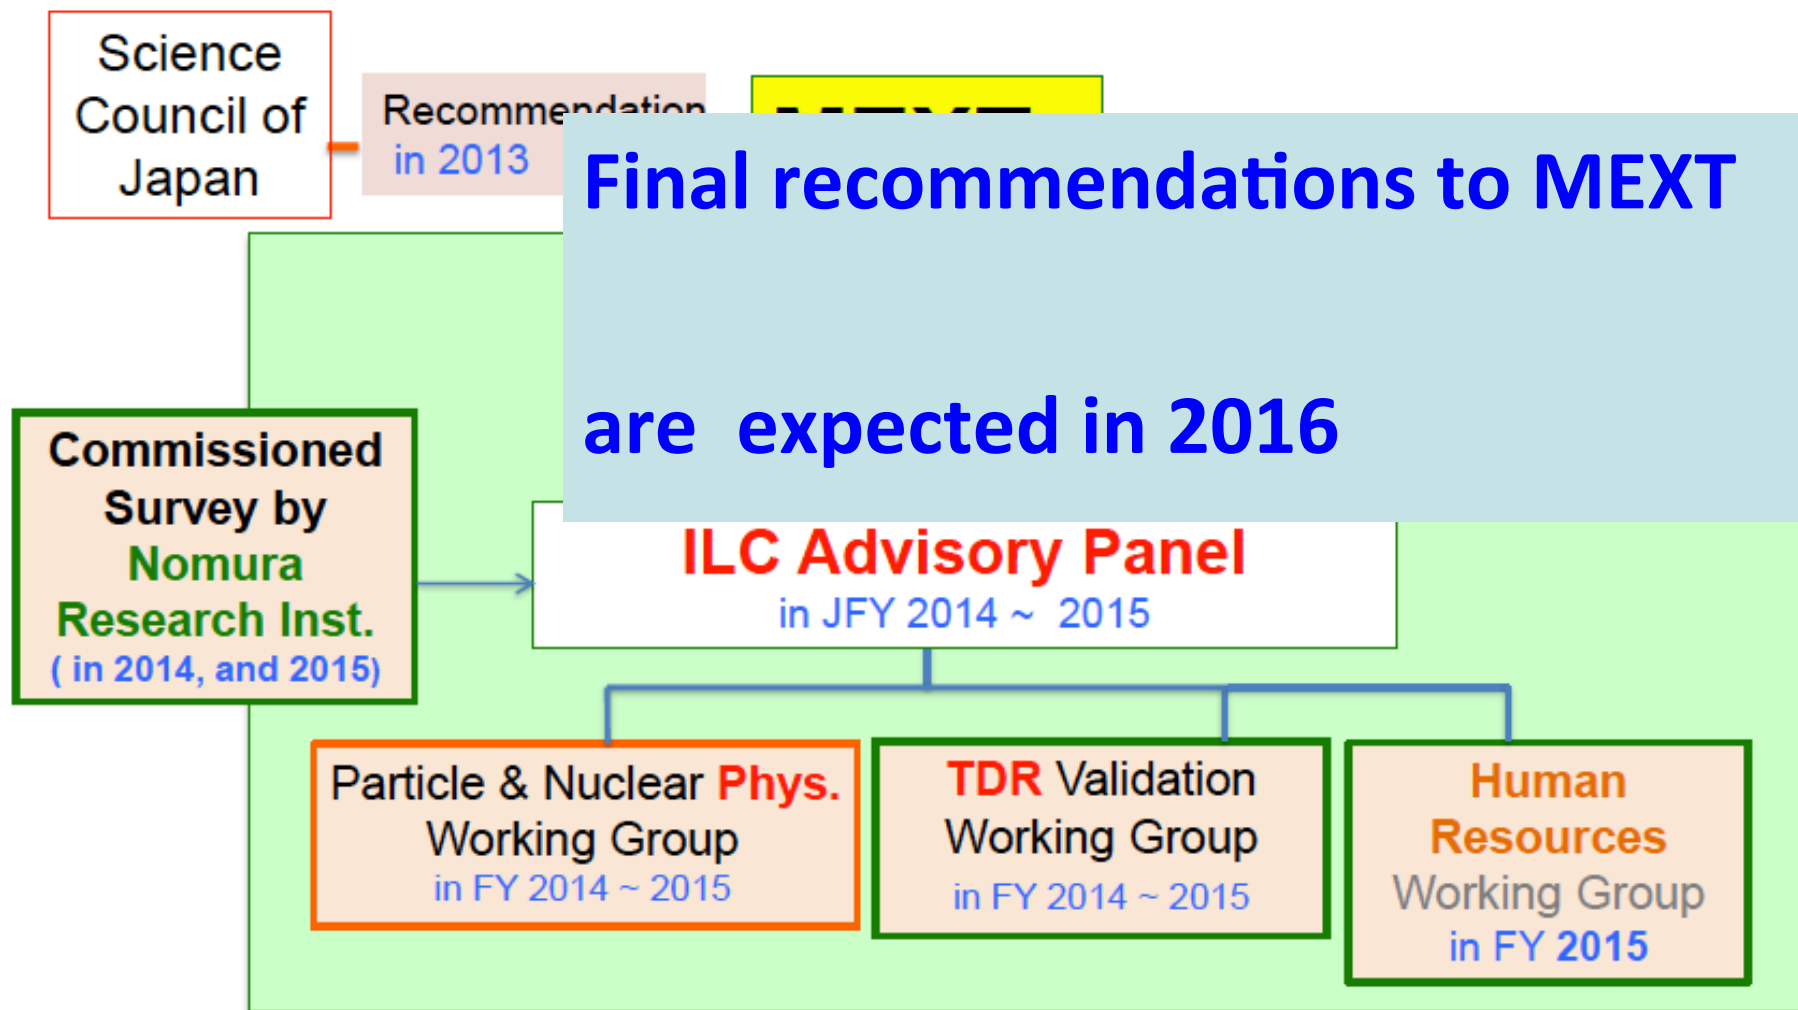 Science
Council of
Japan
Recommendation
in 2013
MEXT
Final recommendations to MEXT
are expected in 2016
Commissioned
Survey by
Nomura
Research Inst.
( in 2014, and 2015)
ILC Advisory Panel
in JFY 2014 ~ 2015
Particle & Nuclear Phys.
Working Group
in FY 2014 ~ 2015
TDR Validation
Working Group
in FY 2014 ~ 2015
Human
Resources
Working Group
in FY 2015